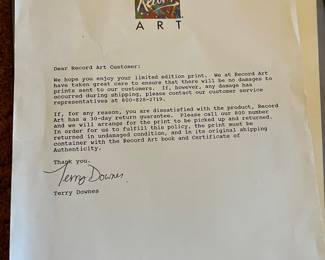 Record
ART
Dear Record Art Customer:
We hope you enjoy your limited edition print. We at Record Art
have taken great care to ensure that there will be no damages to
prints sent to our customers. If, however, any damage has
occurred during shipping, please contact our customer service
representatives at 800-828-2719.
If, for any reason, you are dissatisfied with the product, Record
Art has a 30-day return guarantee. Please call our 800 number
and we will arrange for the print to be picked up and returned.
In order for us to fulfill this policy, the print must be
returned in undamaged condition, and in its original shipping
container with the Record Art book and Certificate of
Authenticity.
Thank you.
Terry Downes
Terry Downes